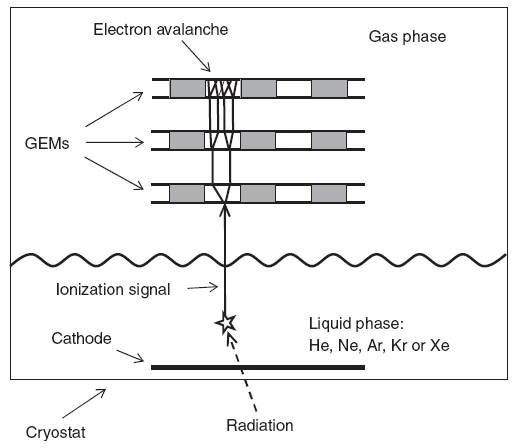 Electron avalanche
Gas phase
GEMs
Ionization signal
Liquid phase:
He, Ne, Ar, Kr or Xe
Cathode
Radiation
Cryostat